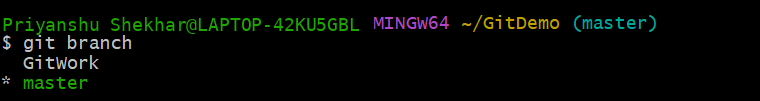 Priyanshu Shekhar@LAPTOP-42KU5GBL MINGW64 ~/GitDemo (master)
$ git branch
  GitWork
* master